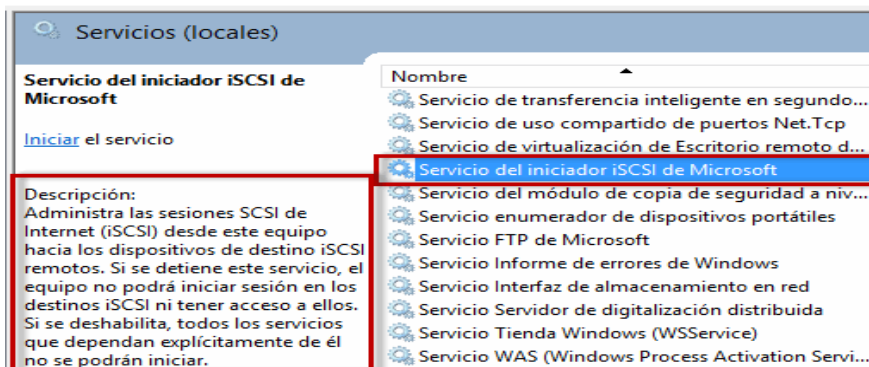 Servicios (locales)
Servicio del iniciador iSCSI de
Microsoft
Iniciar el servicio
Descripción:
Administra las sesiones SCSI de
Internet (iSCSI) desde este equipo
hacia los dispositivos de destino iSCSI
remotos. Si se detiene este servicio, el
equipo no podrá iniciar sesión en los
destinos iSCSI ni tener acceso a ellos.
Si se deshabilita, todos los servicios
que dependan explícitamente de él
no se podrán iniciar.
Nombre
Servicio de transferencia inteligente en segundo...
Servicio de uso compartido de puertos Net.Tcp
Servicio de virtualización de Escritorio remoto d...
Servicio del iniciador iSCSI de Microsoft
Servicio del módulo de copia de seguridad a niv...
Servicio enumerador de dispositivos portátiles
Servicio FTP de Microsoft
Servicio Informe de errores de Windows
Servicio Interfaz de almacenamiento en red
Servicio Servidor de digitalización distribuida
Servicio Tienda Windows (WSService)
Servicio WAS (Windows Process Activation Servi...